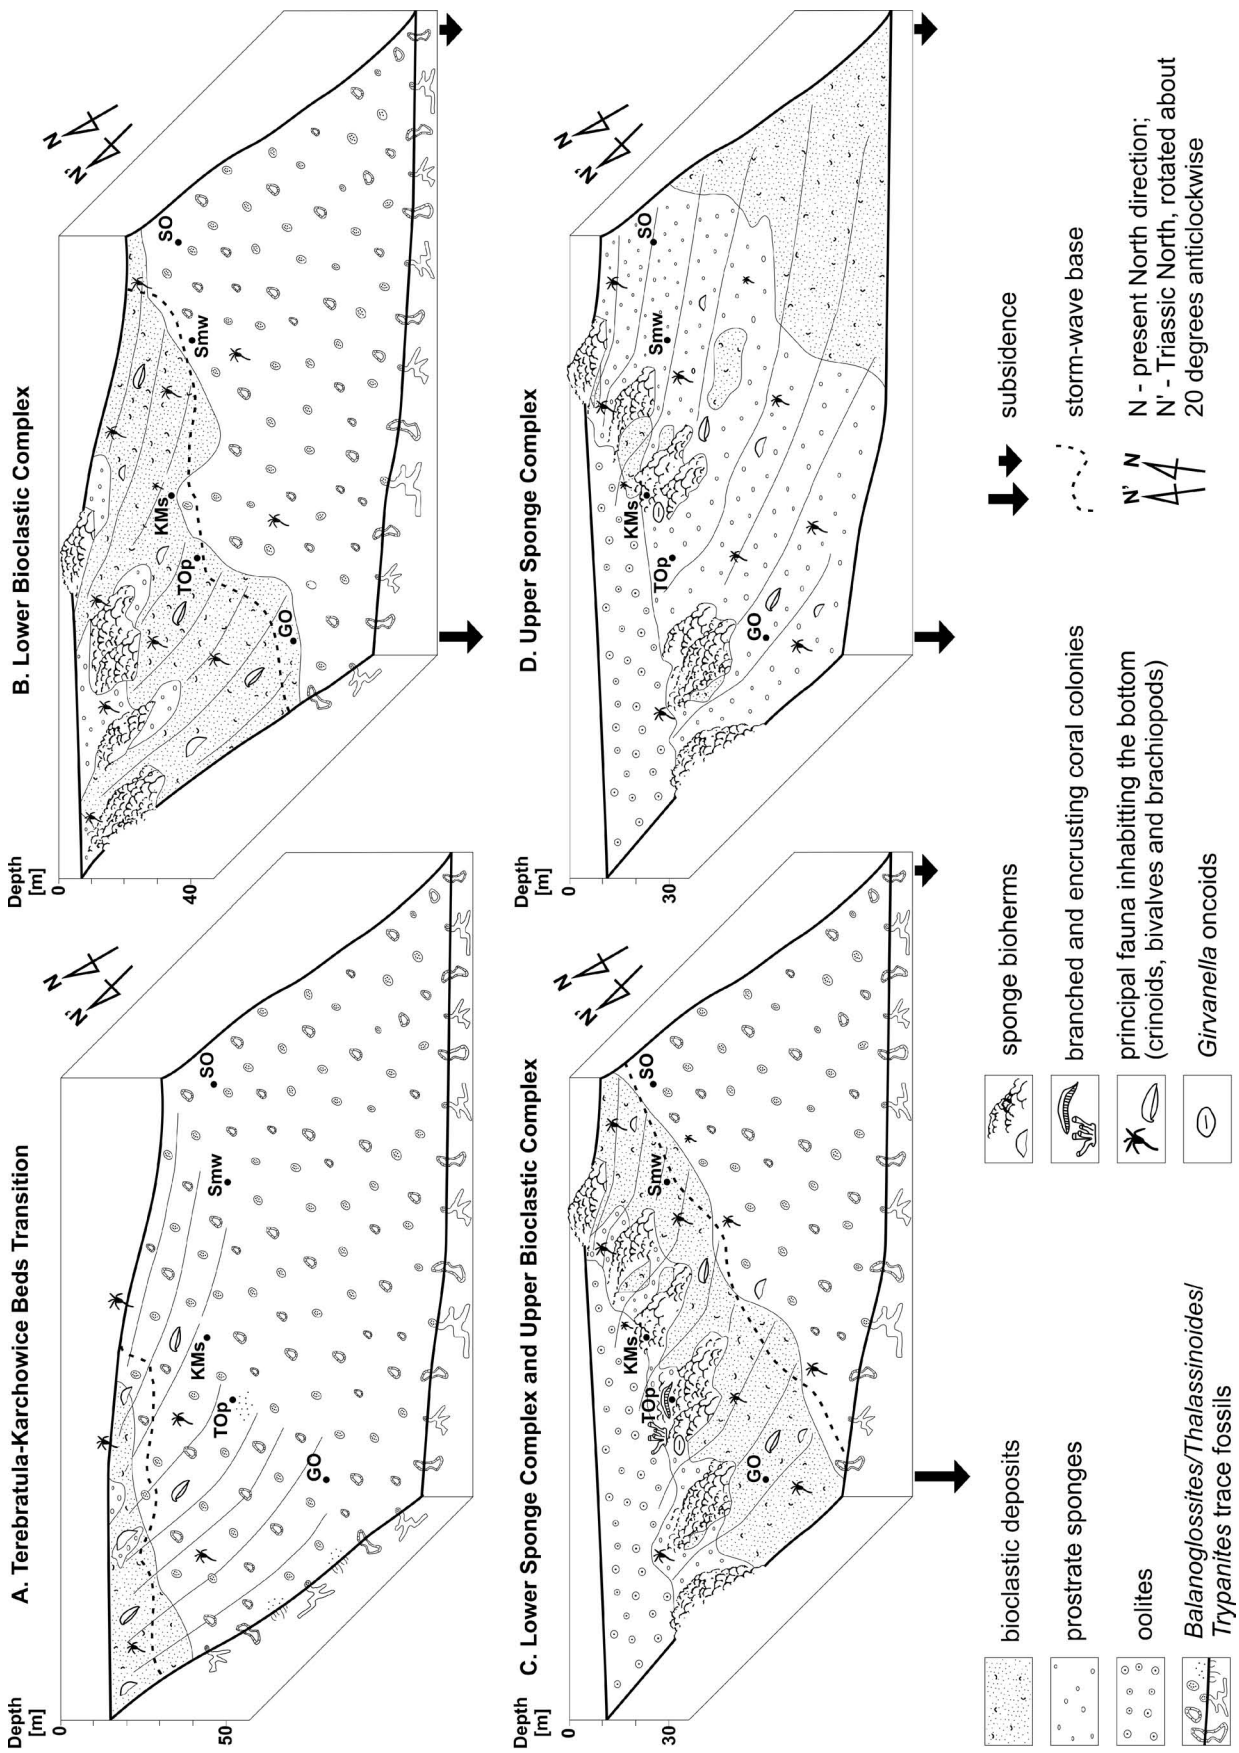 A. Terebratula-Karchowice Beds Transition
Depth
[m]
0
50
N'
N
SO
Smw
KMs
TOp
GO
B. Lower Bioclastic Complex
Depth
[m]
0
40
N'
N
SO
Smw
KMs
TOp
GO
C. Lower Sponge Complex and Upper Bioclastic Complex
Depth
[m]
0
30
N'
N
SO
Smw
KMs
TOp
GO
D. Upper Sponge Complex
Depth
[m]
0
30
N'
N
SO
Smw
KMs
TOp
GO
bioclastic deposits
prostrate sponges
oolites
Balanoglossites/Thalassinoides/
Trypanites trace fossils
sponge bioherms
branched and encrusting coral colonies
principal fauna inhabitting the bottom
(crinoids, bivalves and brachiopods)
Girvanella oncoids
subsidence
storm-wave base
N' N
N - present North direction;
N' - Triassic North, rotated about
20 degrees anticlockwise